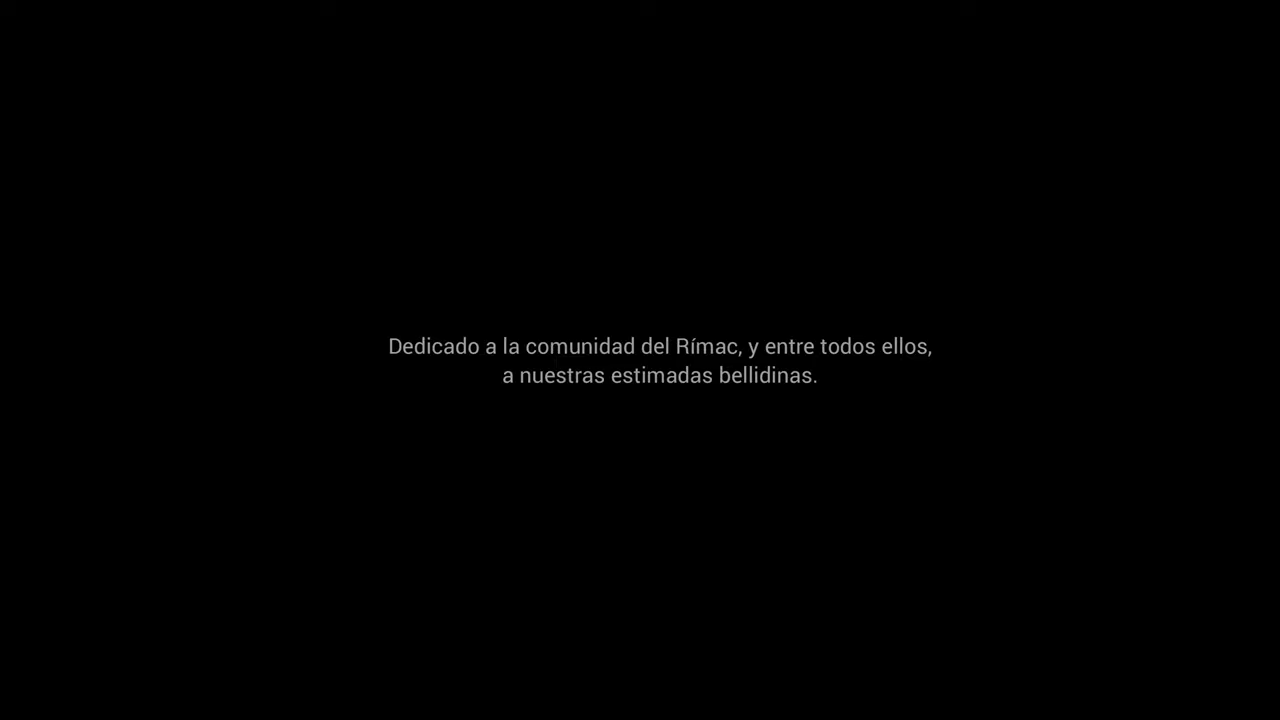 Dedicado a la comunidad del Rímac, y entre todos ellos,
a nuestras estimadas bellidinas.